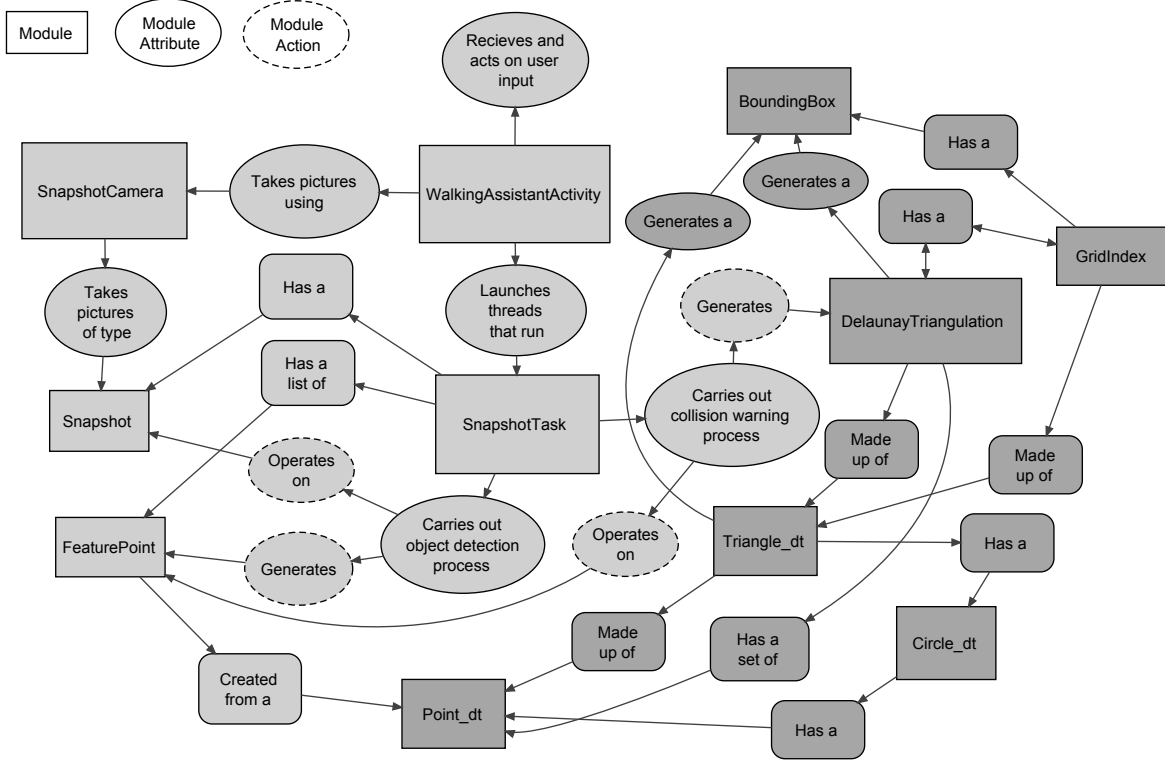 Module
Module
Attribute
Module
Action
Recieves and
acts on user
input
BoundingBox
Has a
SnapshotCamera
Takes pictures
using
WalkingAssistantActivity
Generates a
Generates a
Has a
GridIndex
Takes
pictures
of type
Has a
Launches
threads
that run
Generates
DelaunayTriangulation
Has a
list of
Snapshot
SnapshotTask
Carries out
collision warning
process
Made
up of
Made
up of
Operates
on
FeaturePoint
Generates
Carries out
object detection
process
Operates
on
Triangle_dt
Has a
Made
up of
Has a
set of
Circle_dt
Created
from a
Point_dt
Has a